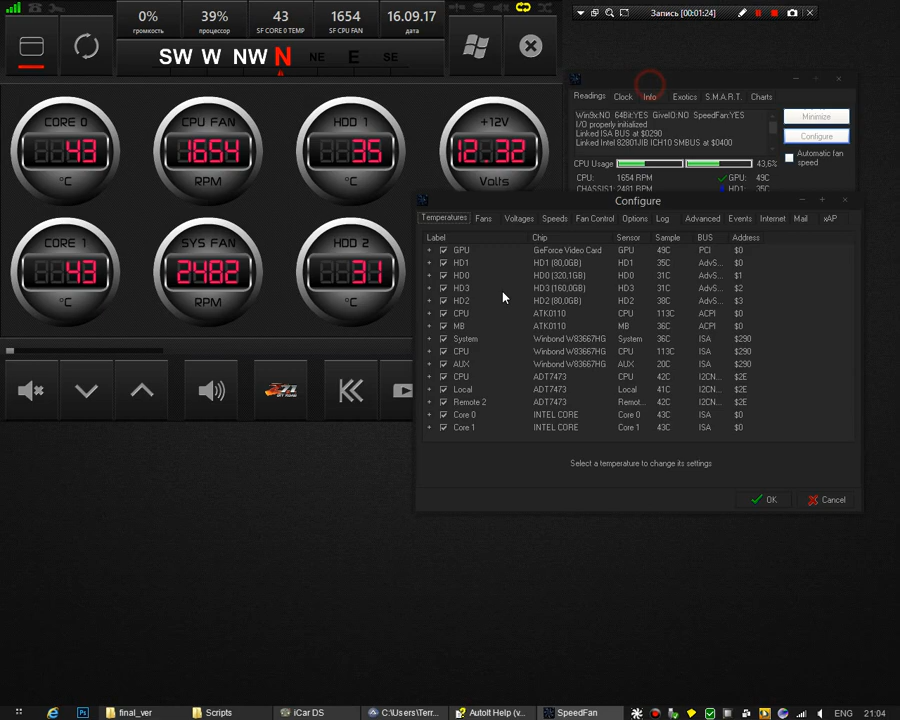 0%
громкость
39%
процессор
43
SF CORE 0 TEMP
1654
SF CPU FAN
16.09.17
дата
SW W NW N NE E SE
Запись [00:01:24]
CORE 0
43
°C
CPU FAN
1654
RPM
HDD 1
35
°C
+12V
12.32
Volts
CORE 1
43
°C
SYS FAN
2482
RPM
HDD 2
31
°C
Readings Clock Info Exotics S.M.A.R.T. Charts
Win9x:NO 64Bit:YES GiveIO:NO SpeedFan:YES
I/O properly initialized
Linked ISA BUS at $0290
Linked Intel 82801JIB ICH10 SMBUS at $0400
Minimize
Configure
Automatic fan
speed
CPU Usage 43,6%
CPU: 1654 RPM GPU: 49C
CHASSIS1: 2481 RPM HD1: 35C
Configure
Temperatures Fans Voltages Speeds Fan Control Options Log Advanced Events Internet Mail xAP
Label Chip Sensor Sample BUS Address
GPU GeForce Video Card GPU 49C PCI
HD1 HD1 (80,0GB) HD1 35C AdvS... $0
HD0 HD0 (320,1GB) HD0 31C AdvS... $1
HD3 HD3 (160,0GB) HD3 31C AdvS... $2
HD2 HD2 (80,0GB) HD2 38C AdvS... $3
CPU ATK0110 CPU 113C ACPI $0
MB ATK0110 MB 36C ACPI $0
System Winbond W83667HG System 36C ISA $290
CPU Winbond W83667HG CPU 113C ISA $290
AUX Winbond W83667HG AUX 20C ISA $290
CPU ADT7473 CPU 42C I2CN... $2E
Local ADT7473 Local 41C I2CN... $2E
Remote 2 ADT7473 Remot... 42C I2CN... $2E
Core 0 INTEL CORE Core 0 43C ISA $0
Core 1 INTEL CORE Core 1 43C ISA $0
Select a temperature to change its settings
OK Cancel
final_ver Scripts iCar DS C:\Users\Terr... AutoIt Help (v... SpeedFan ENG 21:04